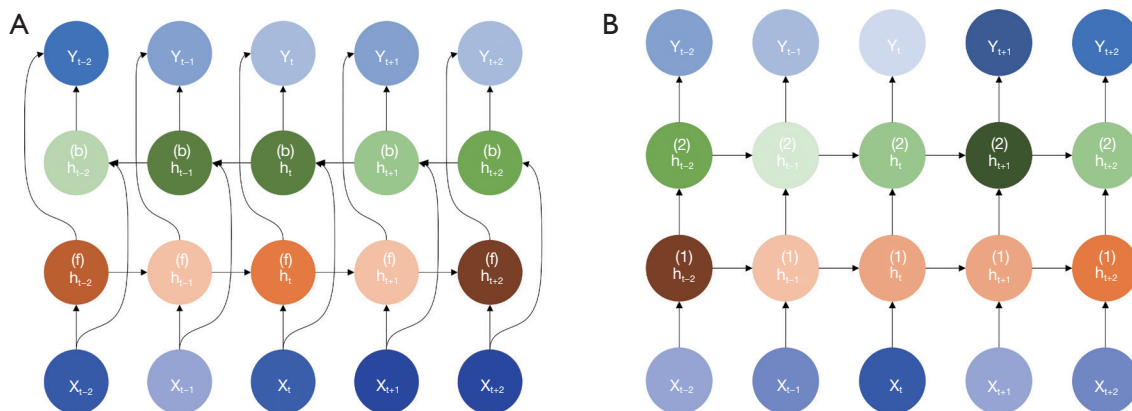 A
Yt−2 Yt−1 Yt Yt+1 Yt+2
(b) (b) (b) (b) (b)
ht−2 ht−1 ht ht+1 ht+2
(f) (f) (f) (f) (f)
ht−2 ht−1 ht ht+1 ht+2
Xt−2 Xt−1 Xt Xt+1 Xt+2
B
Yt−2 Yt−1 Yt Yt+1 Yt+2
(2) (2) (2) (2) (2)
ht−2 ht−1 ht ht+1 ht+2
(1) (1) (1) (1) (1)
ht−2 ht−1 ht ht+1 ht+2
Xt−2 Xt−1 Xt Xt+1 Xt+2